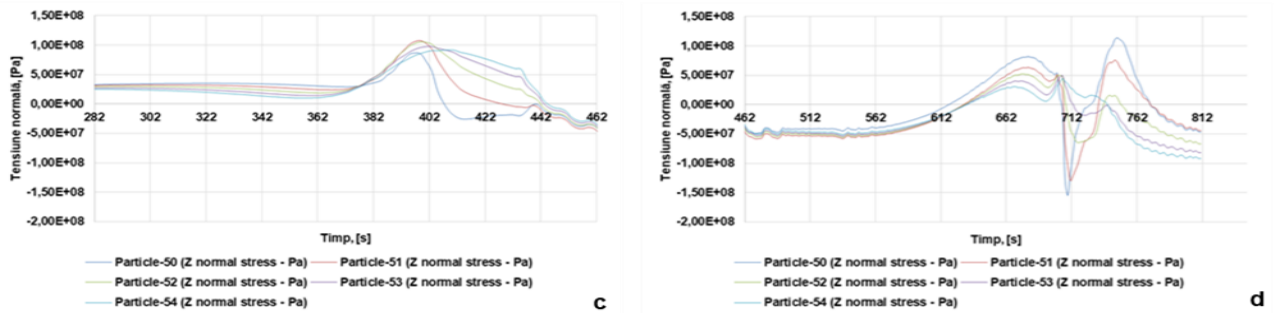 1,50E+08
1,00E+08
5,00E+07
0,00E+00
-5,00E+07
-1,00E+08
-1,50E+08
-2,00E+08
Tensiune normală, [Pa]
282 302 322 342 362 382 402 422 442 462
Timp, [s]
Particle-50 (Z normal stress - Pa) Particle-51 (Z normal stress - Pa)
Particle-52 (Z normal stress - Pa) Particle-53 (Z normal stress - Pa)
Particle-54 (Z normal stress - Pa)
c
1,50E+08
1,00E+08
5,00E+07
0,00E+00
-5,00E+07
-1,00E+08
-1,50E+08
-2,00E+08
Tensiune normală, [Pa]
462 512 562 612 662 712 762 812
Timp, [s]
Particle-50 (Z normal stress - Pa) Particle-51 (Z normal stress - Pa)
Particle-52 (Z normal stress - Pa) Particle-53 (Z normal stress - Pa)
Particle-54 (Z normal stress - Pa)
d